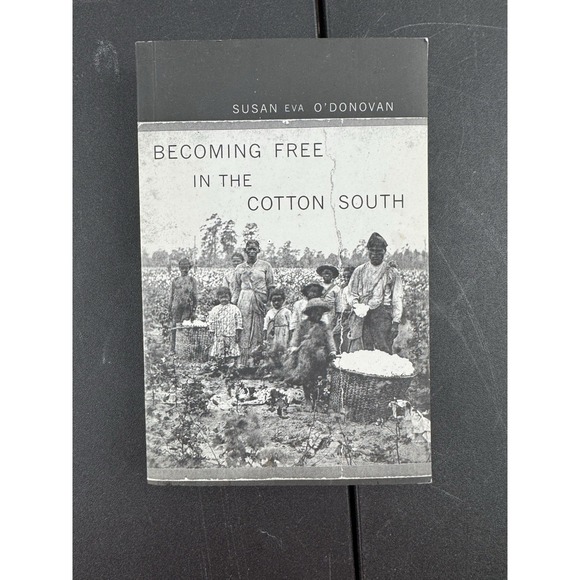 SUSAN EVA O'DONOVAN
BECOMING FREE
IN THE
COTTON SOUTH